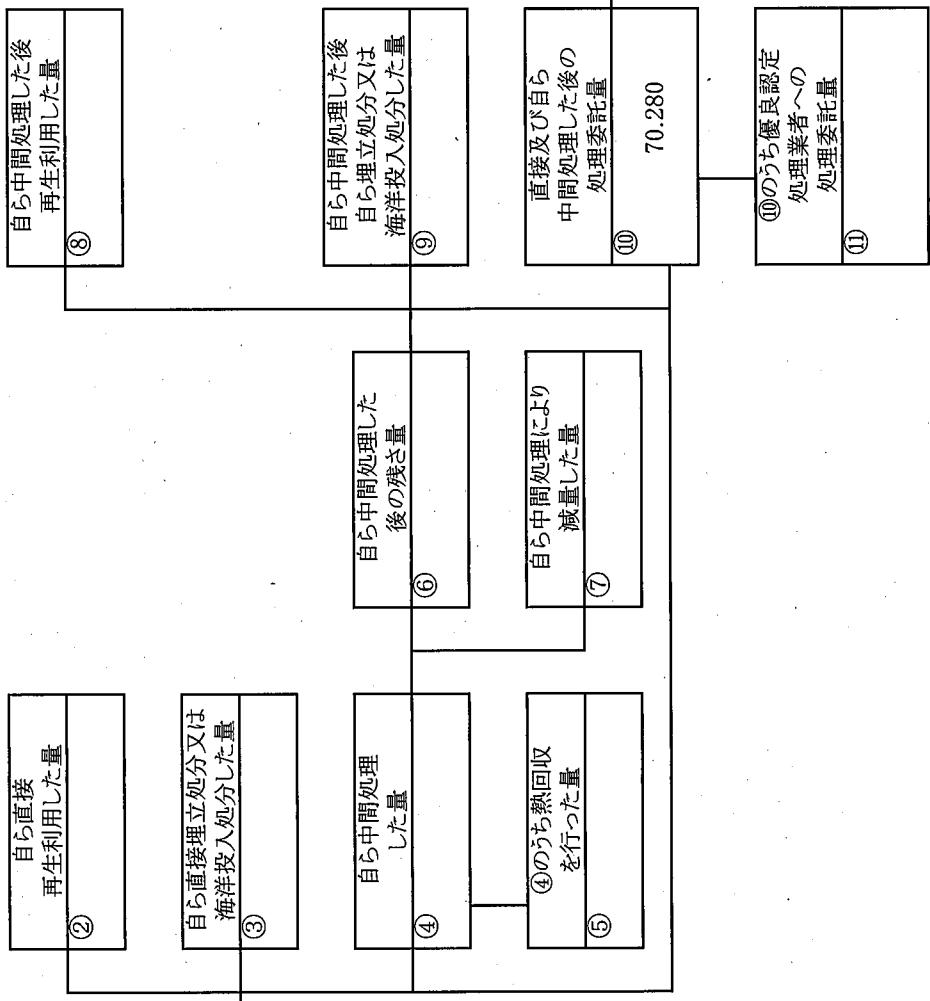 ②
自ら直接
再生利用した量
③
自ら直接埋立処分又は
海洋投入処分した量
④
自ら中間処理
した量
⑤
④のうち熱回収
を行った量
⑥
自ら中間処理した
後の残さ量
⑦
自ら中間処理により
減量した量
⑧
自ら中間処理した後
再生利用した量
⑨
自ら中間処理した後
自ら埋立処分又は
海洋投入処分した量
⑩
直接及び自ら
中間処理した後の
処理委託量
70.280
⑪
⑩のうち優良認定
処理業者への
処理委託量